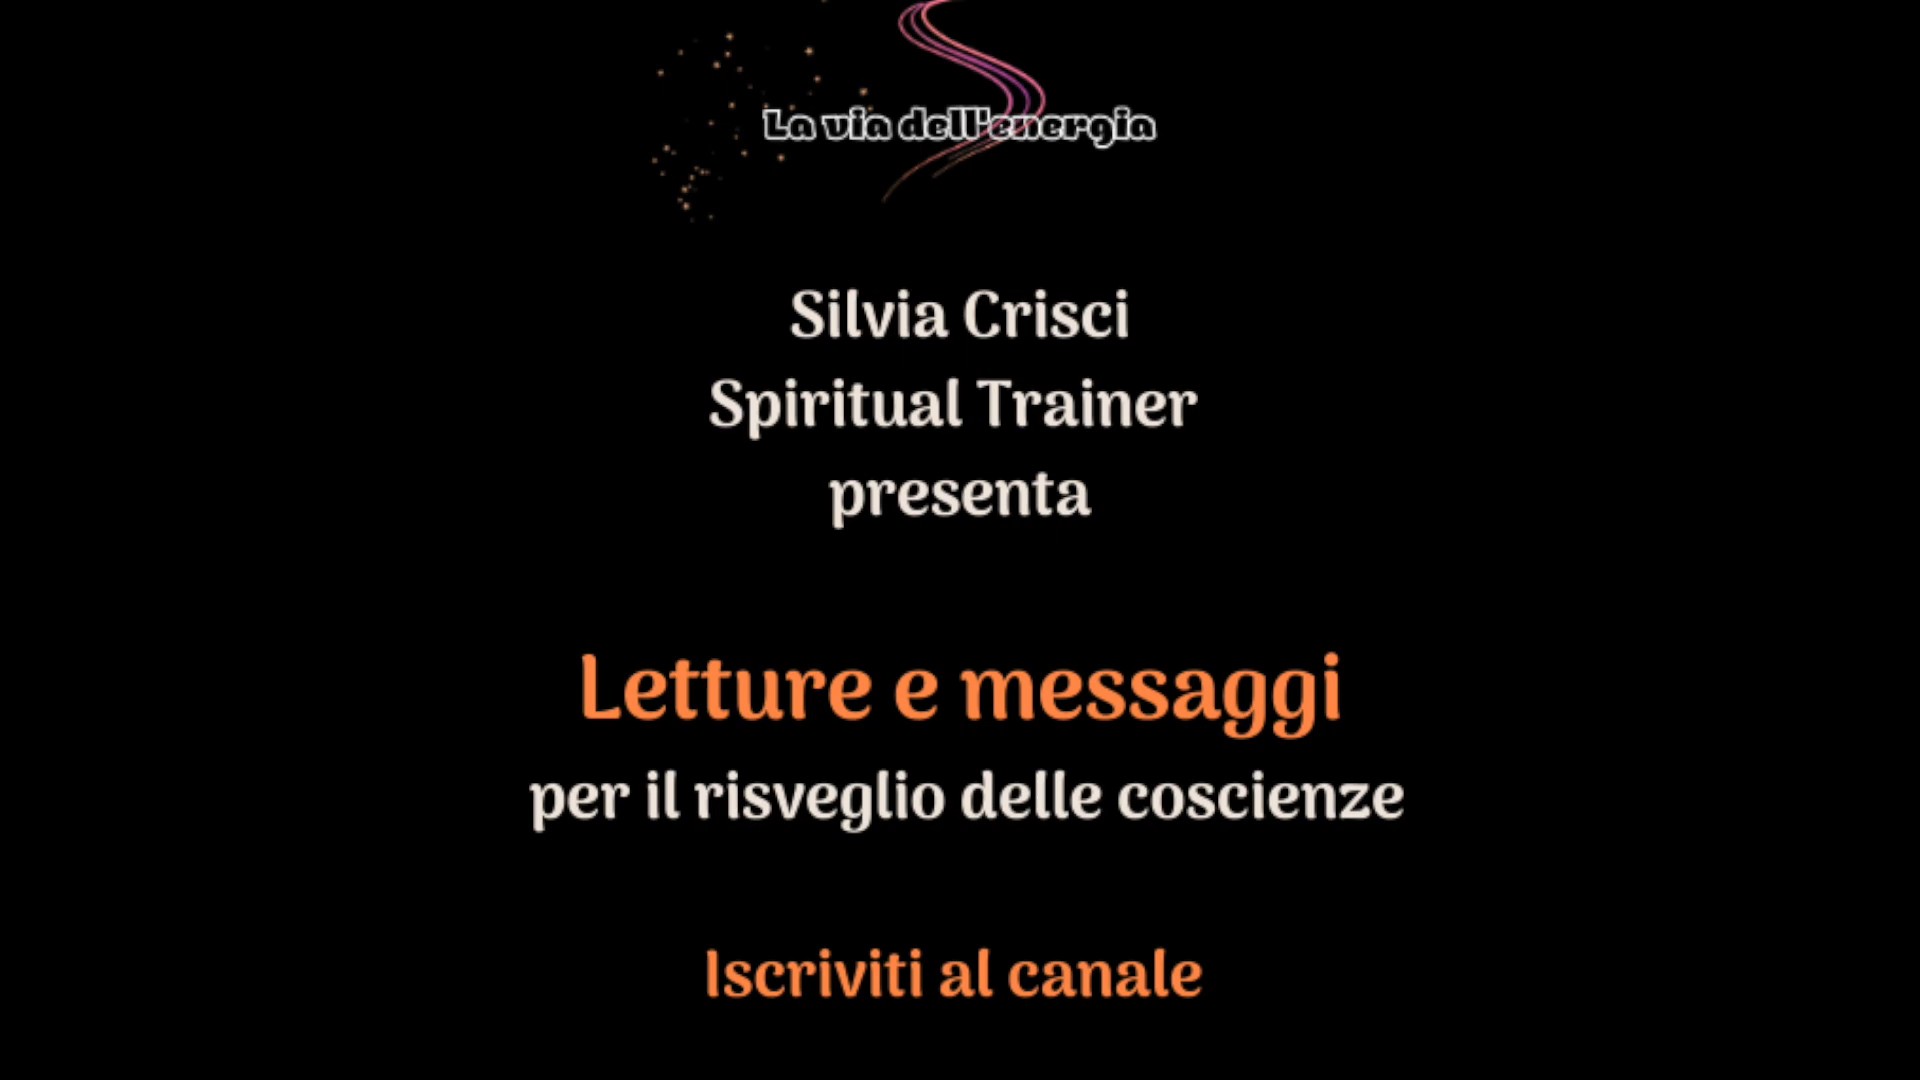 La via dell'energia
Silvia Crisci
Spiritual Trainer
presenta
Letture e messaggi
per il risveglio delle coscienze
Iscriviti al canale